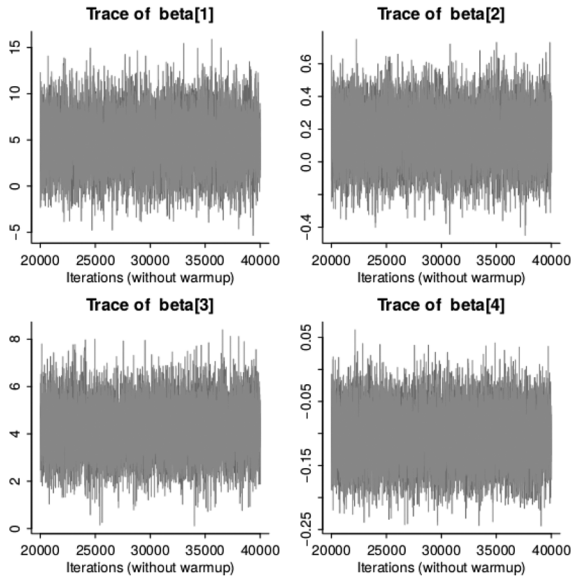 Trace of beta[1]
15
10
5
0
−5
20000 25000 30000 35000 40000
Iterations (without warmup)
Trace of beta[2]
0.6
0.4
0.2
0.0
−0.4
20000 25000 30000 35000 40000
Iterations (without warmup)
Trace of beta[3]
8
6
4
2
0
20000 25000 30000 35000 40000
Iterations (without warmup)
Trace of beta[4]
0.05
−0.05
−0.15
−0.25
20000 25000 30000 35000 40000
Iterations (without warmup)